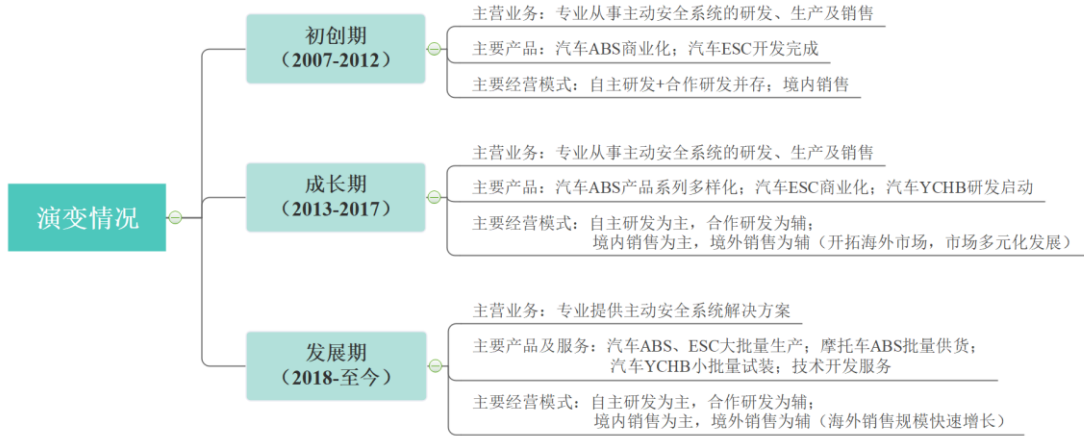 演变情况
初创期
（2007-2012）
主营业务：专业从事主动安全系统的研发、生产及销售
主要产品：汽车ABS商业化；汽车ESC开发完成
主要经营模式：自主研发+合作研发并存；境内销售
成长期
（2013-2017）
主营业务：专业从事主动安全系统的研发、生产及销售
主要产品：汽车ABS产品系列多样化；汽车ESC商业化；汽车YCHB研发启动
主要经营模式：自主研发为主，合作研发为辅；
境内销售为主，境外销售为辅（开拓海外市场，市场多元化发展）
发展期
（2018-至今）
主营业务：专业提供主动安全系统解决方案
主要产品及服务：汽车ABS、ESC大批量生产；摩托车ABS批量供货；
汽车YCHB小批量试装；技术开发服务
主要经营模式：自主研发为主，合作研发为辅；
境内销售为主，境外销售为辅（海外销售规模快速增长）